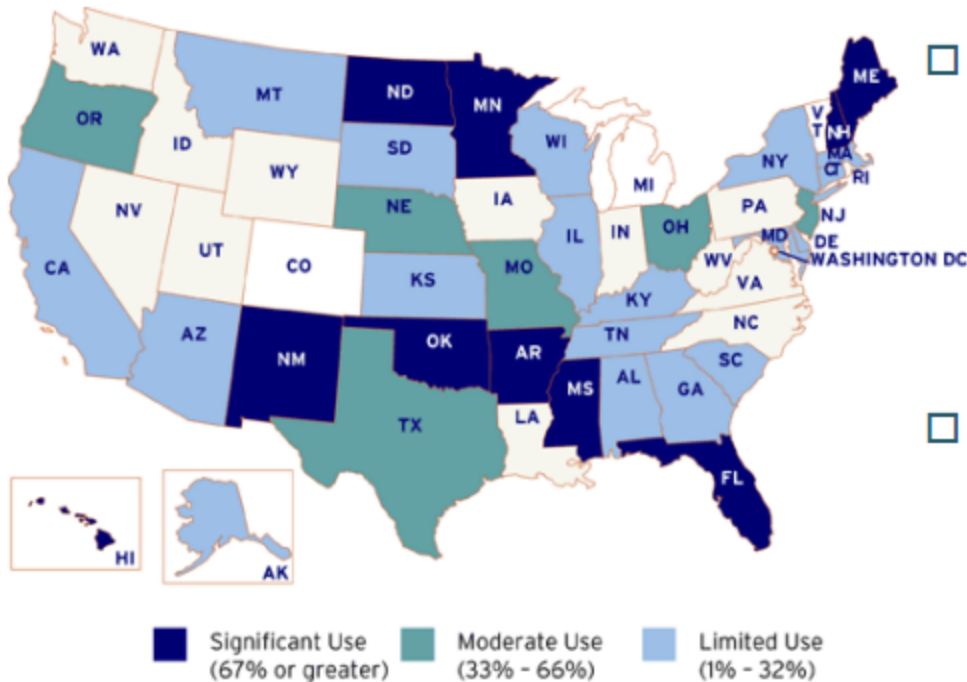 WA
MT
ND
MN
ME
OR
ID
SD
WI
V
T
NH
MA
NY
CT
RI
WY
MI
NE
IA
PA
NJ
NV
UT
CO
IL
IN
OH
MD
DE
WASHINGTON DC
CA
KS
MO
WV
VA
KY
NC
AZ
NM
OK
AR
TN
SC
MS
AL
GA
TX
LA
FL
HI
AK
Significant Use
(67% or greater)
Moderate Use
(33% - 66%)
Limited Use
(1% - 32%)